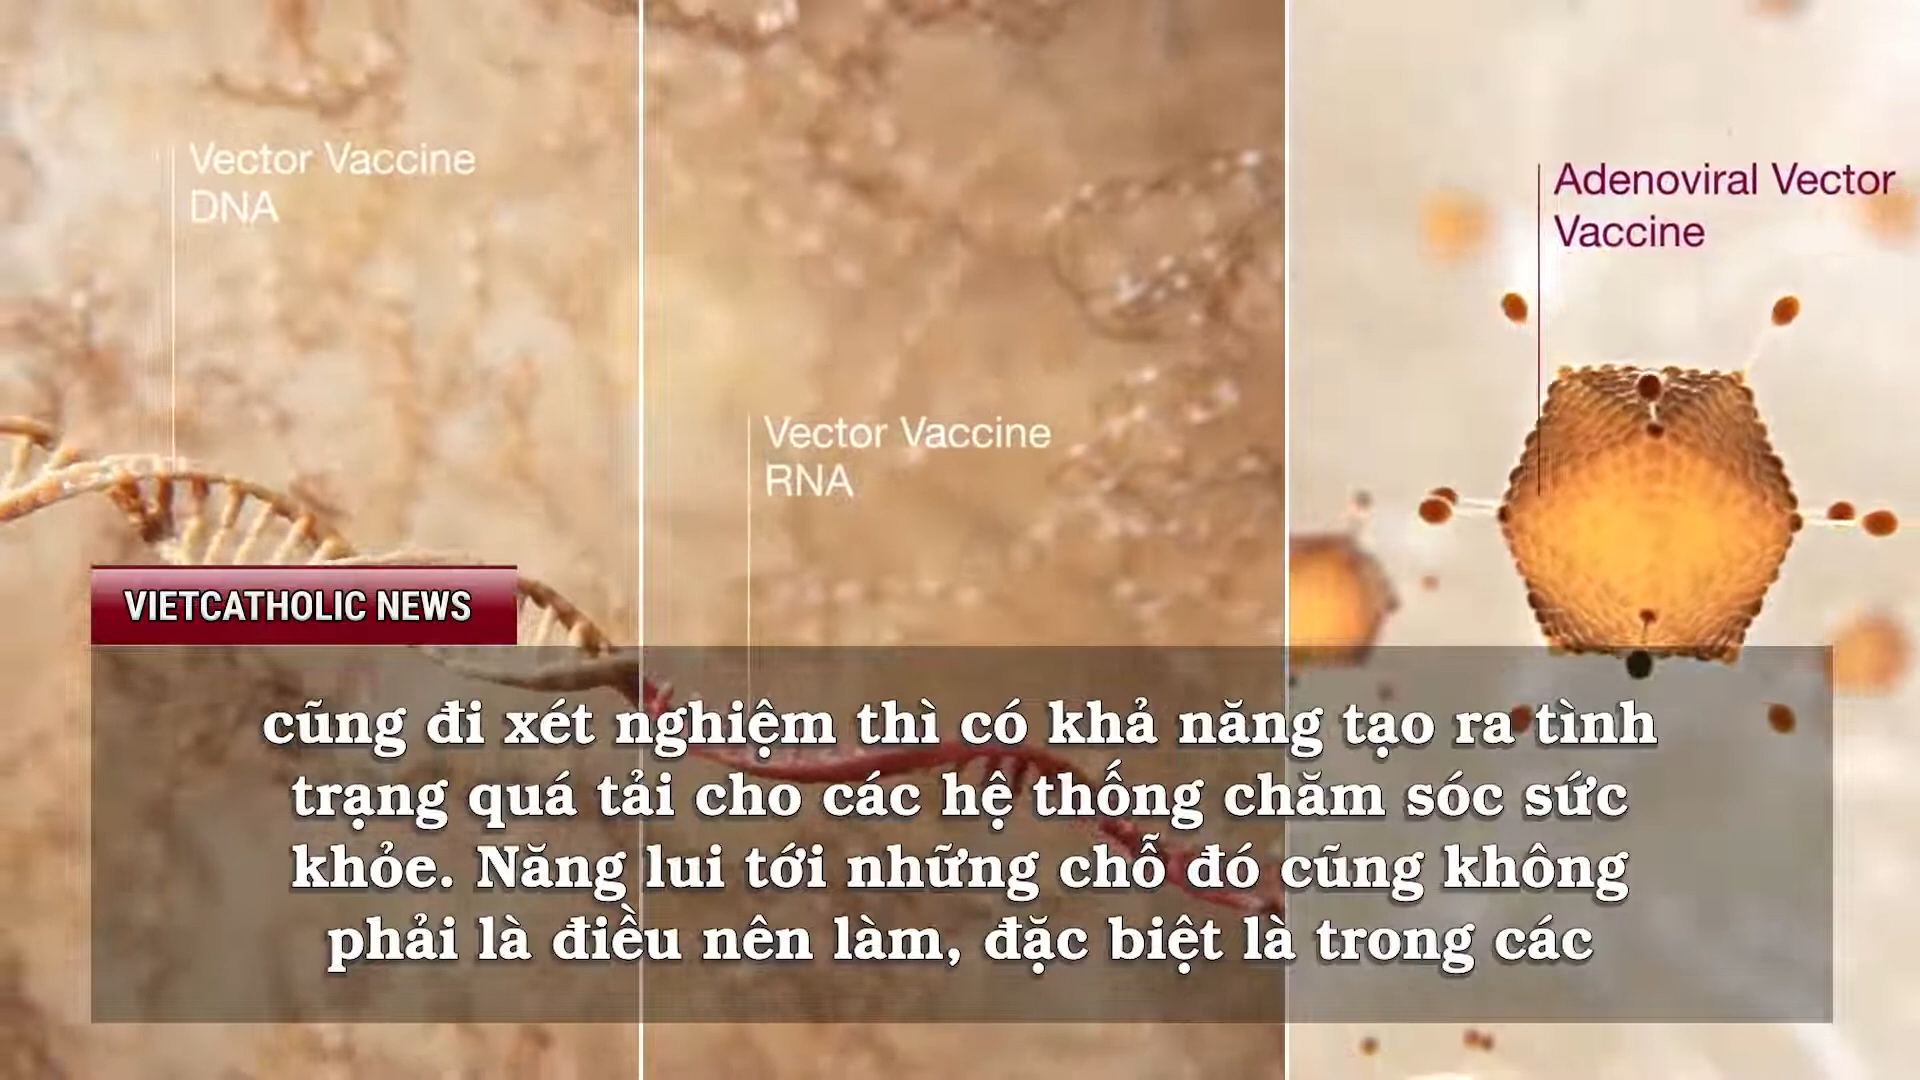 Vector Vaccine
DNA
Vector Vaccine
RNA
Adenoviral Vector
Vaccine
VIETCATHOLIC NEWS
cũng đi xét nghiệm thì có khả năng tạo ra tình
trạng quá tải cho các hệ thống chăm sóc sức
khỏe. Năng lui tới những chỗ đó cũng không
phải là điều nên làm, đặc biệt là trong các